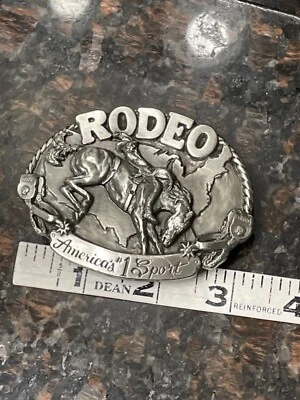 RODEO
America's #1 Sport
1 DEAN 2 3 REINFORCED 4